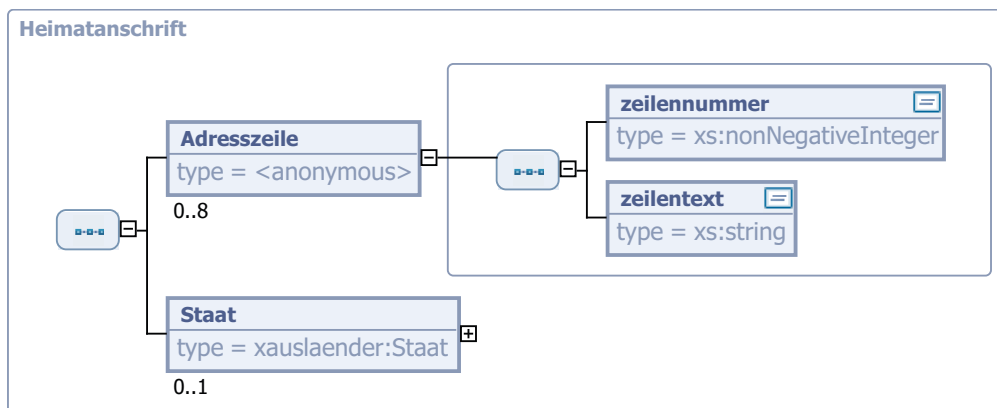 Heimatanschrift
Adresszeile
type = <anonymous>
0..8
zeilennummer
type = xs:nonNegativeInteger
zeilentext
type = xs:string
Staat
type = xauslaender:Staat
0..1